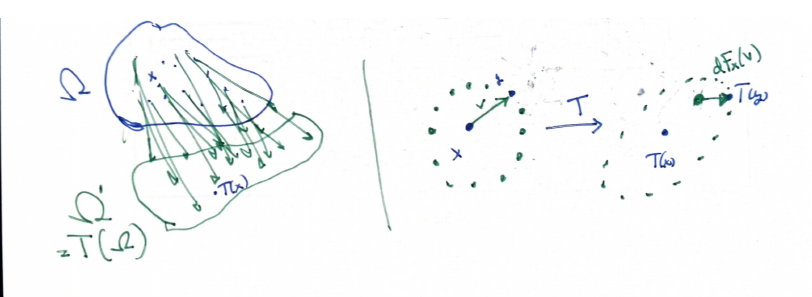 Ω
x
T(x)
Ω'
= T(Ω)
x
v
T
dFx(v)
T(x)